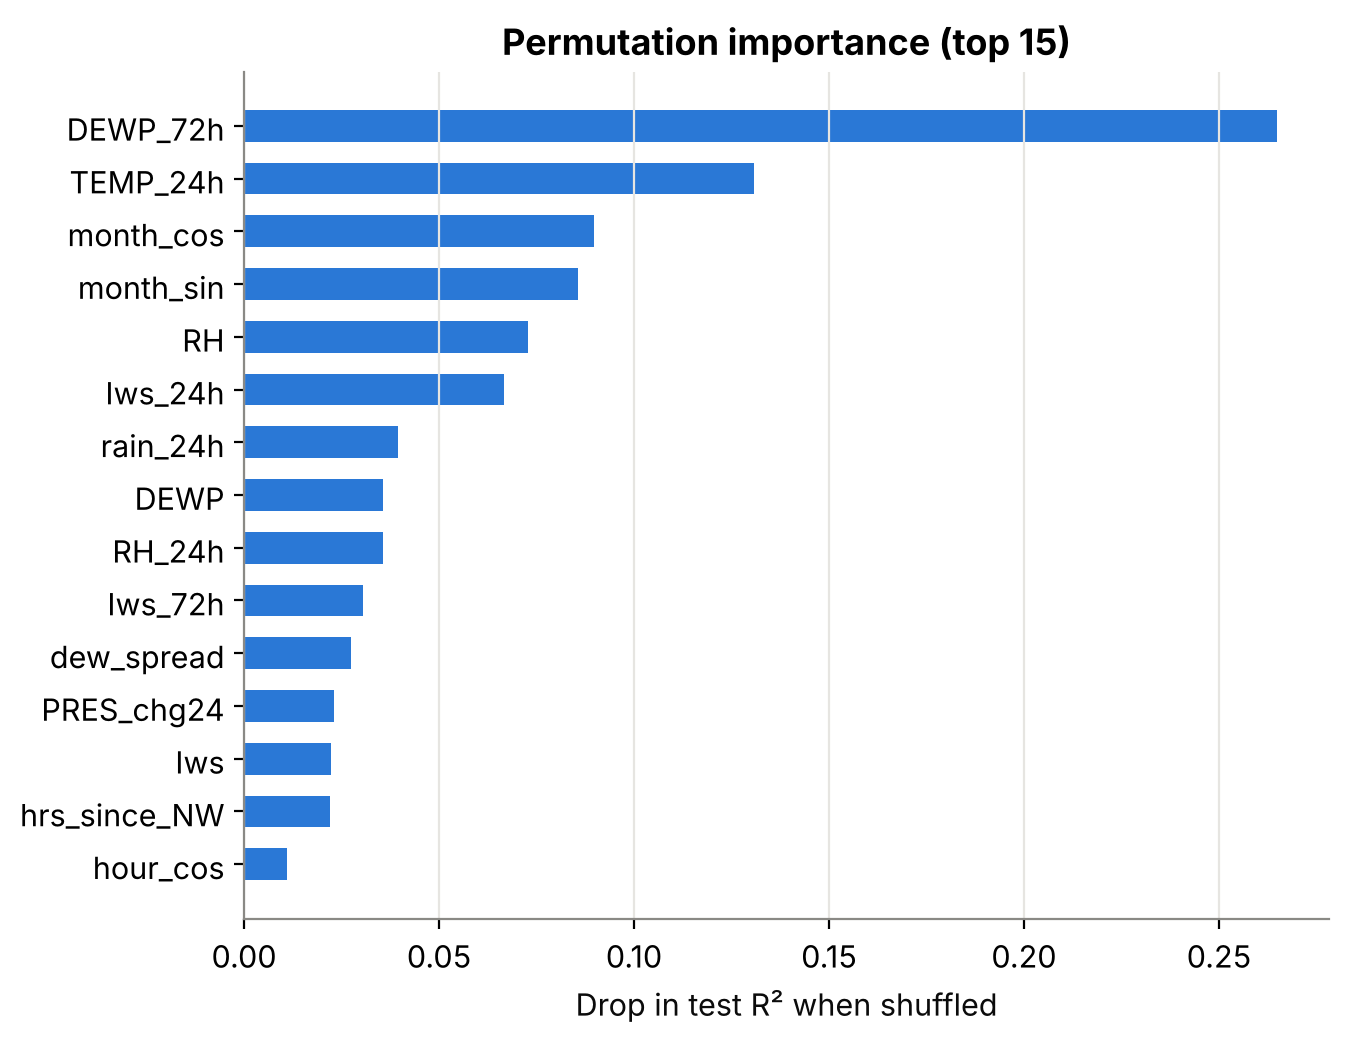 Permutation importance (top 15)
DEWP_72h
TEMP_24h
month_cos
month_sin
RH
Iws_24h
rain_24h
DEWP
RH_24h
Iws_72h
dew_spread
PRES_chg24
Iws
hrs_since_NW
hour_cos
0.00 0.05 0.10 0.15 0.20 0.25
Drop in test R² when shuffled